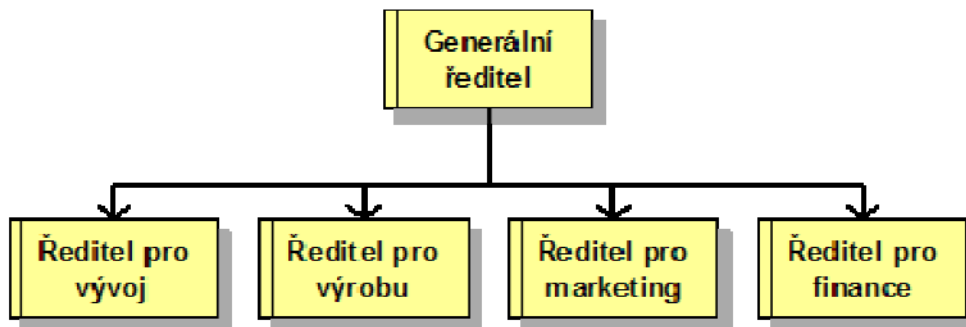 Generální
ředitel
Ředitel pro
vývoj
Ředitel pro
výrobu
Ředitel pro
marketing
Ředitel pro
finance